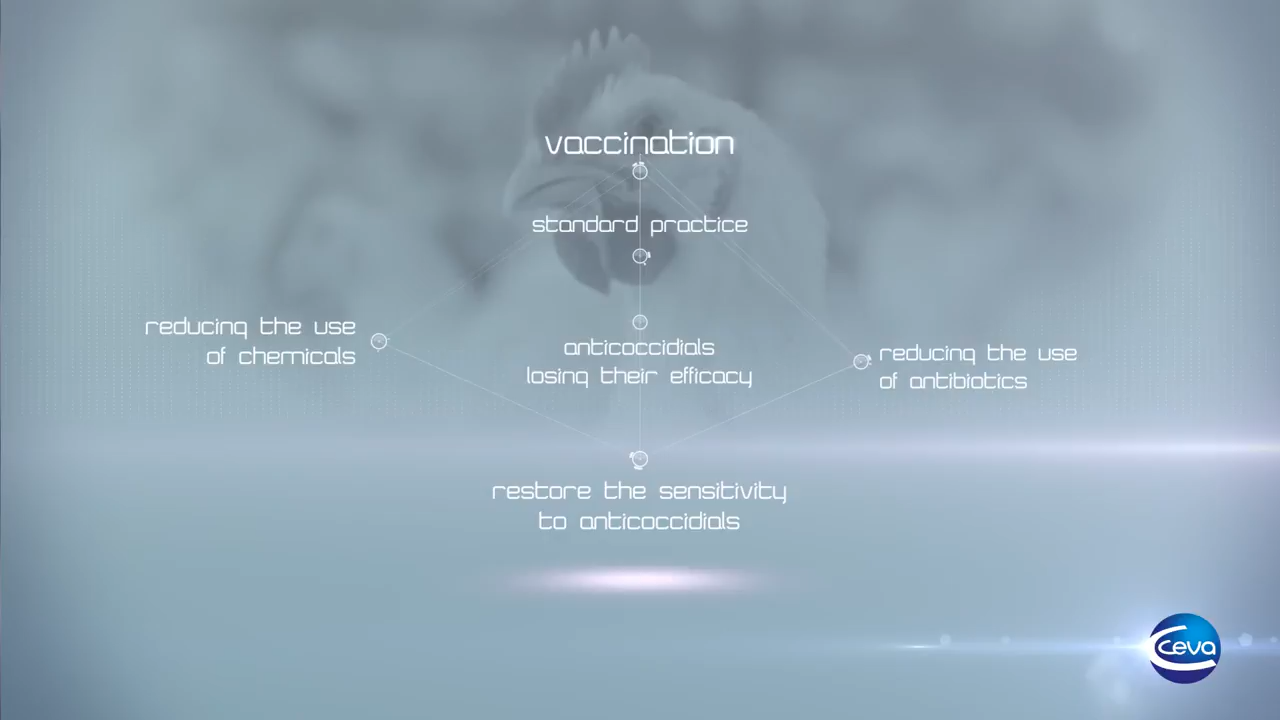 vaccination
standard practice
reducing the use
of chemicals
anticoccidials
losing their efficacy
reducing the use
of antibiotics
restore the sensitivity
to anticoccidials
ceva